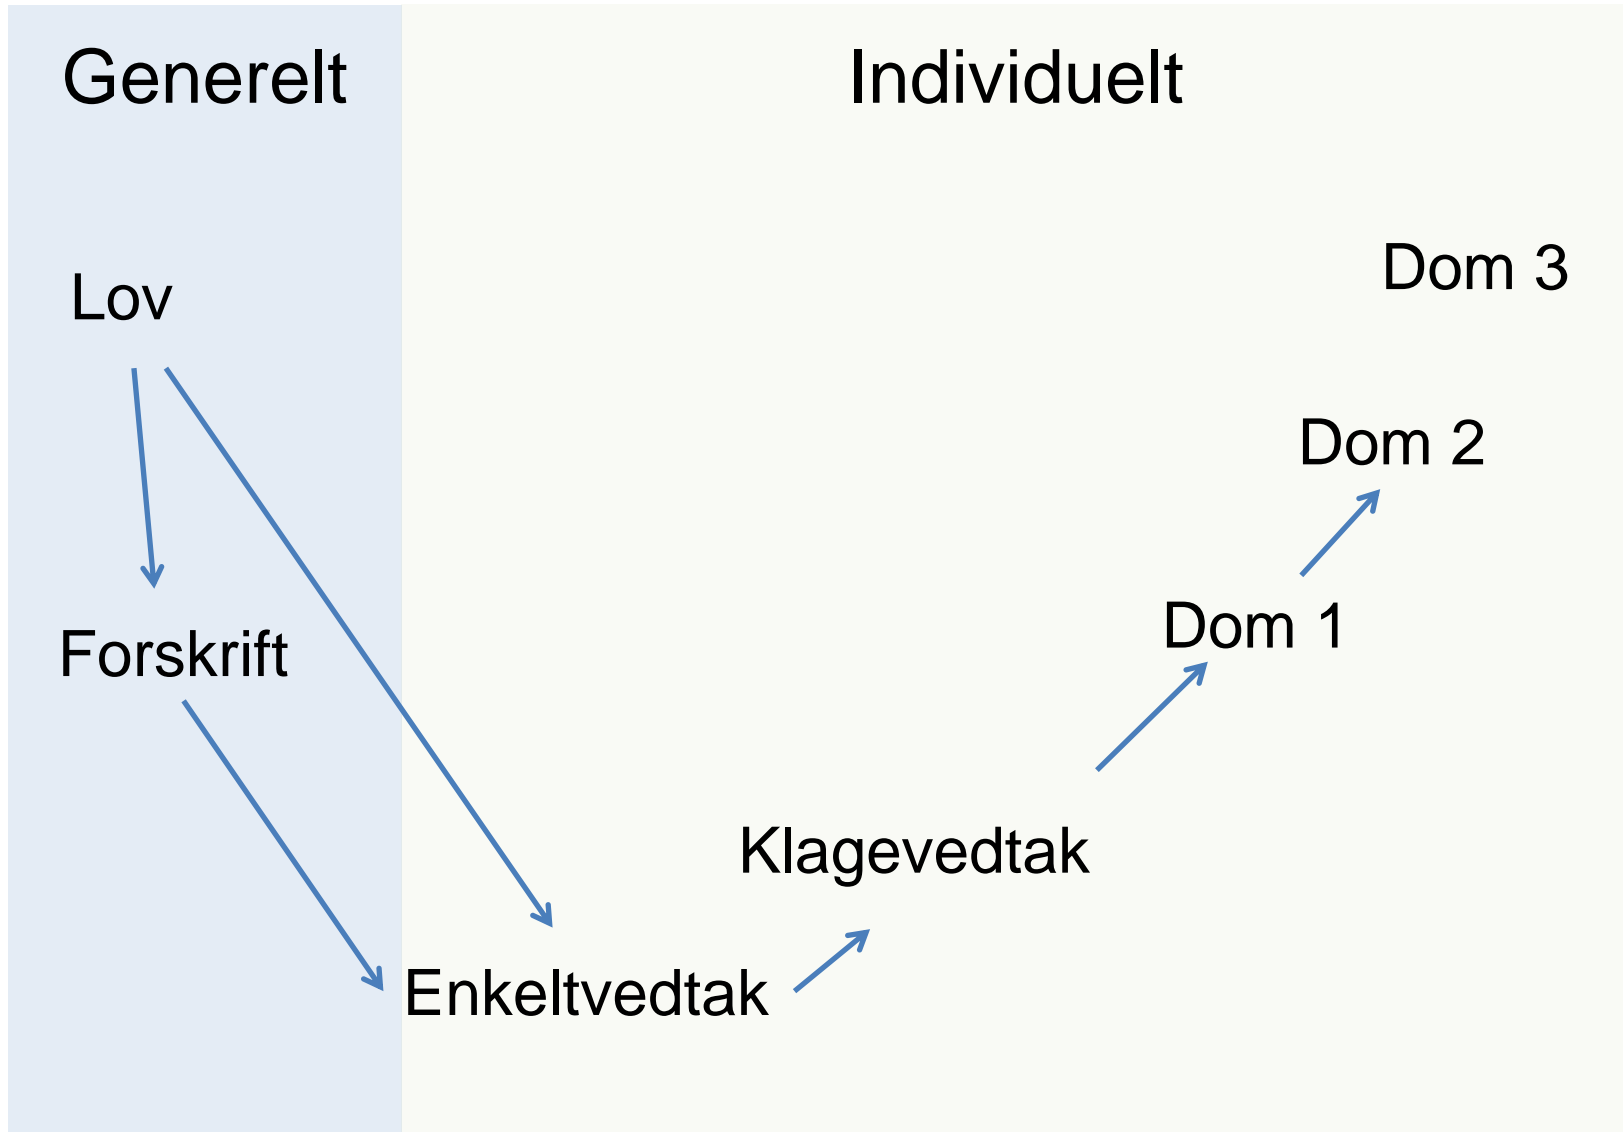 Generelt
Individuelt
Lov
Dom 3
Dom 2
Dom 1
Forskrift
Klagevedtak
Enkeltvedtak